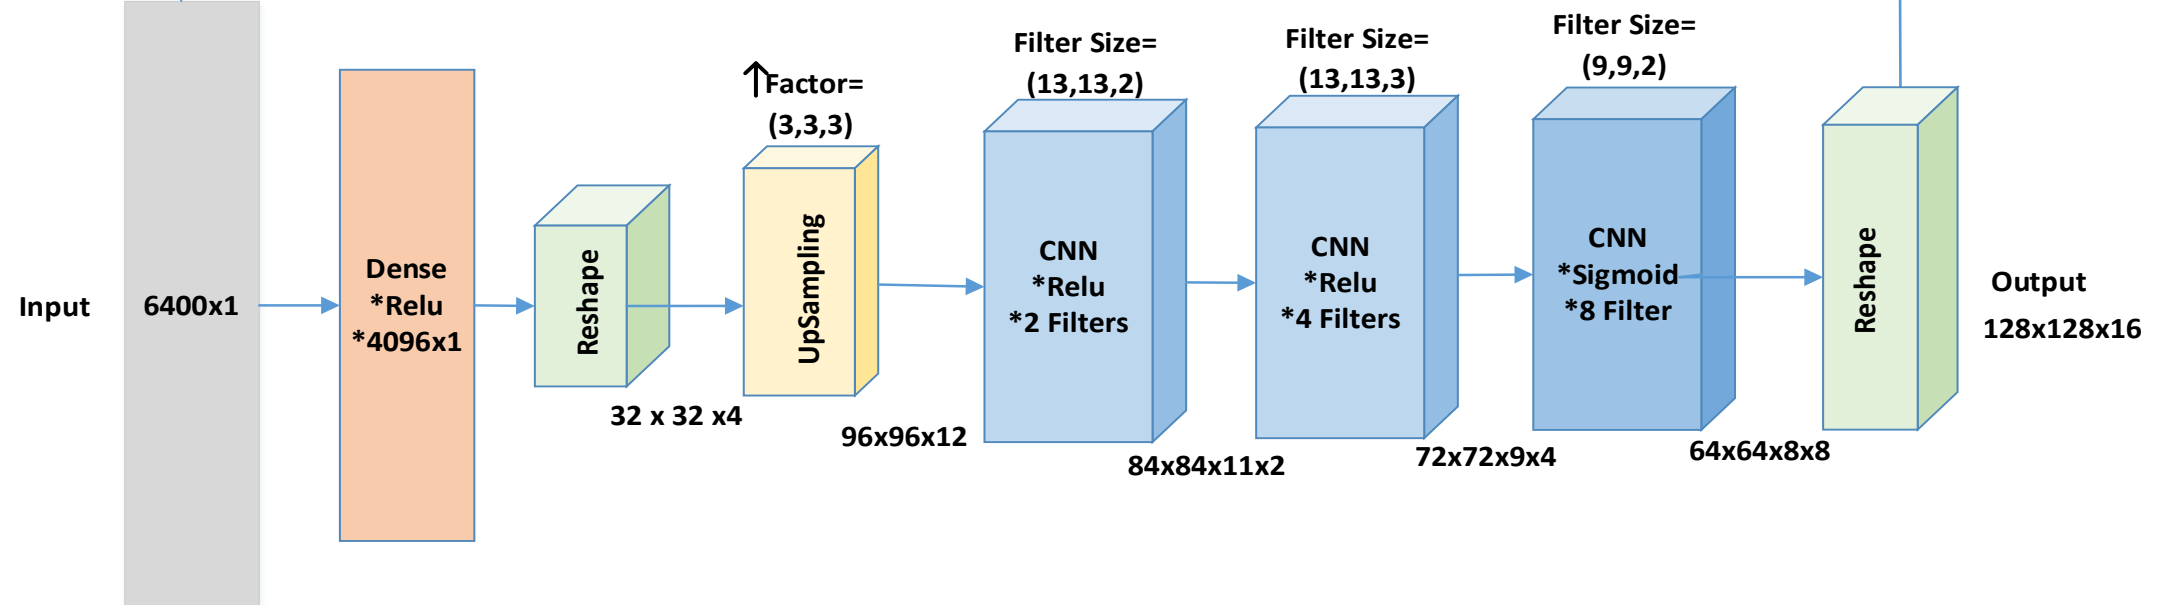 Input
6400x1
Dense
*Relu
*4096x1
Reshape
32 x 32 x4
↑Factor=
(3,3,3)
UpSampling
96x96x12
Filter Size=
(13,13,2)
CNN
*Relu
*2 Filters
84x84x11x2
Filter Size=
(13,13,3)
CNN
*Relu
*4 Filters
72x72x9x4
Filter Size=
(9,9,2)
CNN
*Sigmoid
*8 Filter
64x64x8x8
Reshape
Output
128x128x16